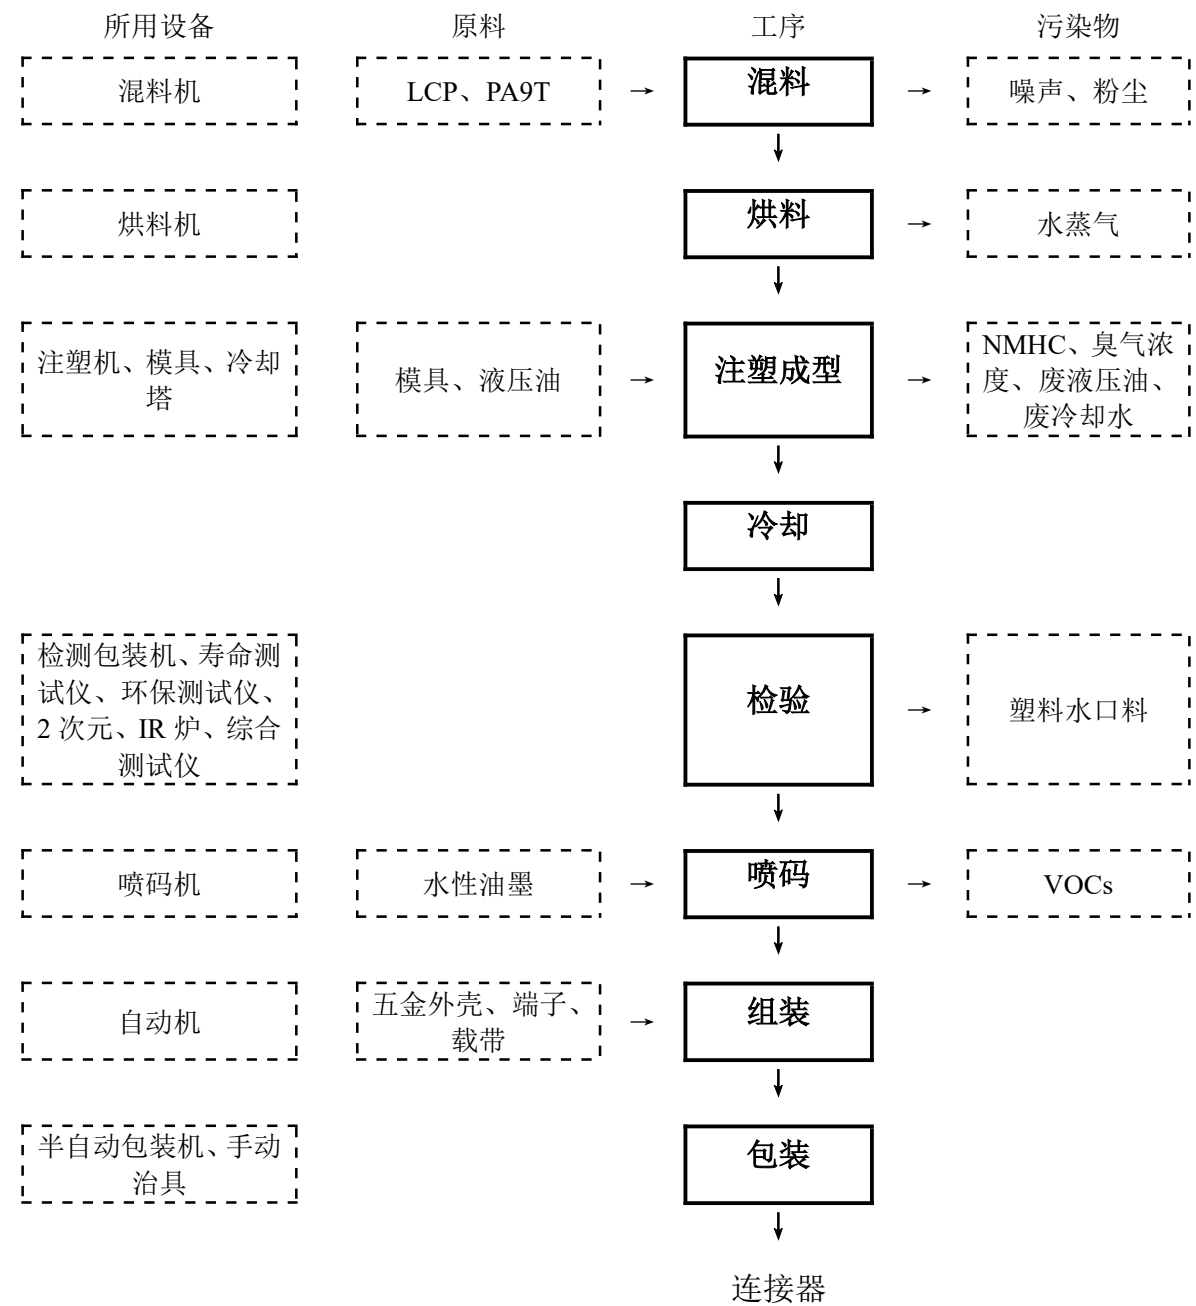 所用设备 原料 工序 污染物
混料机 LCP、PA9T → 混料 → 噪声、粉尘
烘料机 烘料 → 水蒸气
注塑机、模具、冷却
塔
模具、液压油 → 注塑成型 →
NMHC、臭气浓
度、废液压油、
废冷却水
冷却
检测包装机、寿命测
试仪、环保测试仪、
2 次元、IR 炉、综合
测试仪
检验 → 塑料水口料
喷码机 水性油墨 → 喷码 → VOCs
自动机
五金外壳、端子、
载带
→ 组装
半自动包装机、手动
治具
包装
连接器